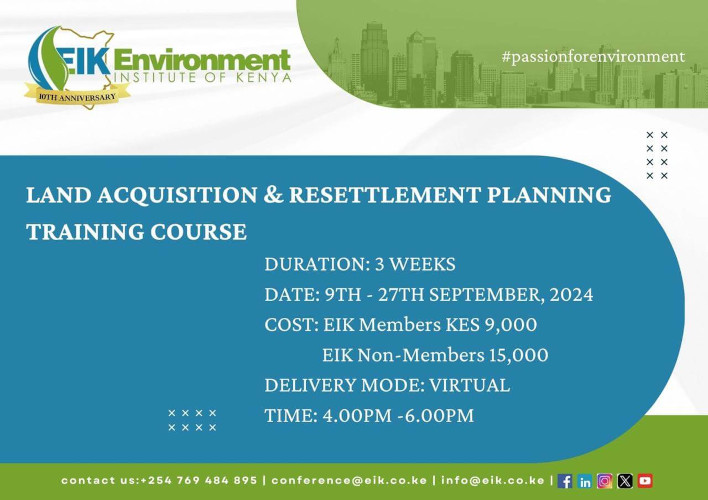 EIK Environment
INSTITUTE OF KENYA
10TH ANNIVERSARY
#passionforenvironment
LAND ACQUISITION & RESETTLEMENT PLANNING
TRAINING COURSE
DURATION: 3 WEEKS
DATE: 9TH - 27TH SEPTEMBER, 2024
COST: EIK Members KES 9,000
EIK Non-Members 15,000
DELIVERY MODE: VIRTUAL
TIME: 4.00PM -6.00PM
contact us:+254 769 484 895 | conference@eik.co.ke | info@eik.co.ke |